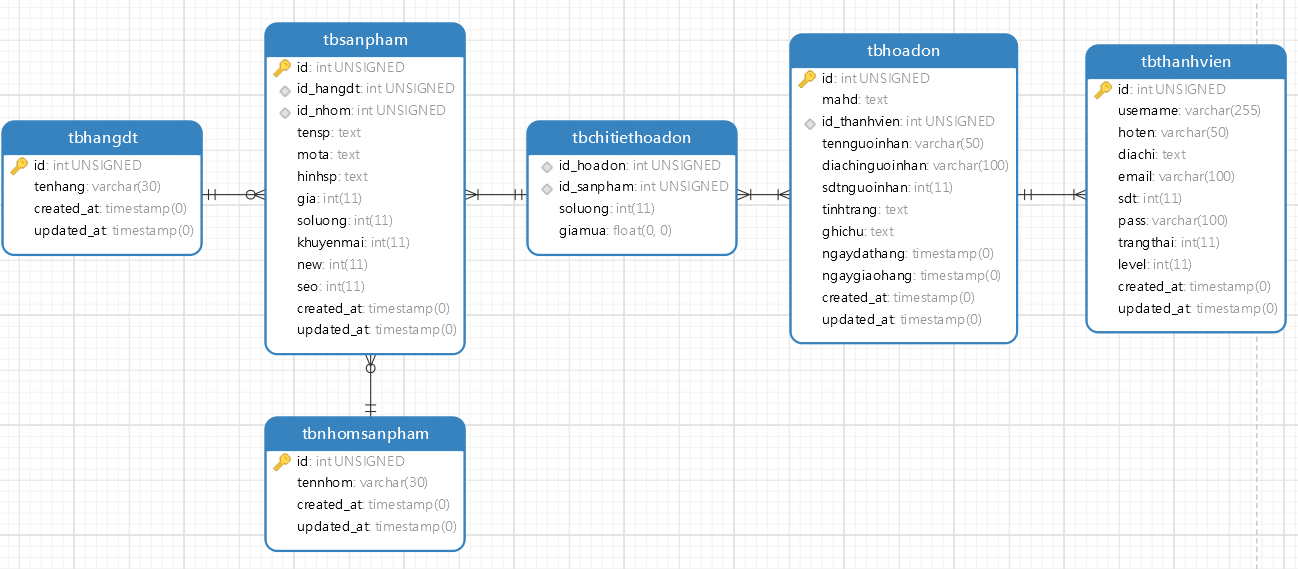 tbhangdt
id: int UNSIGNED
tenhang: varchar(30)
created_at: timestamp(0)
updated_at: timestamp(0)
tbsanpham
id: int UNSIGNED
id_hangdt: int UNSIGNED
id_nhom: int UNSIGNED
tensp: text
mota: text
hinhsp: text
gia: int(11)
soluong: int(11)
khuyenmai: int(11)
new: int(11)
seo: int(11)
created_at: timestamp(0)
updated_at: timestamp(0)
tbnhomsanpham
id: int UNSIGNED
tennhom: varchar(30)
created_at: timestamp(0)
updated_at: timestamp(0)
tbchitiethoadon
id_hoadon: int UNSIGNED
id_sanpham: int UNSIGNED
soluong: int(11)
giamua: float(0, 0)
tbhoadon
id: int UNSIGNED
mahd: text
id_thanhvien: int UNSIGNED
tennguoinhan: varchar(50)
diachinguoinhan: varchar(100)
sdtnguoinhan: int(11)
tinhtrang: text
ghichu: text
ngaydathang: timestamp(0)
ngaygiaohang: timestamp(0)
created_at: timestamp(0)
updated_at: timestamp(0)
tbthanhvien
id: int UNSIGNED
username: varchar(255)
hoten: varchar(50)
diachi: text
email: varchar(100)
sdt: int(11)
pass: varchar(100)
trangthai: int(11)
level: int(11)
created_at: timestamp(0)
updated_at: timestamp(0)